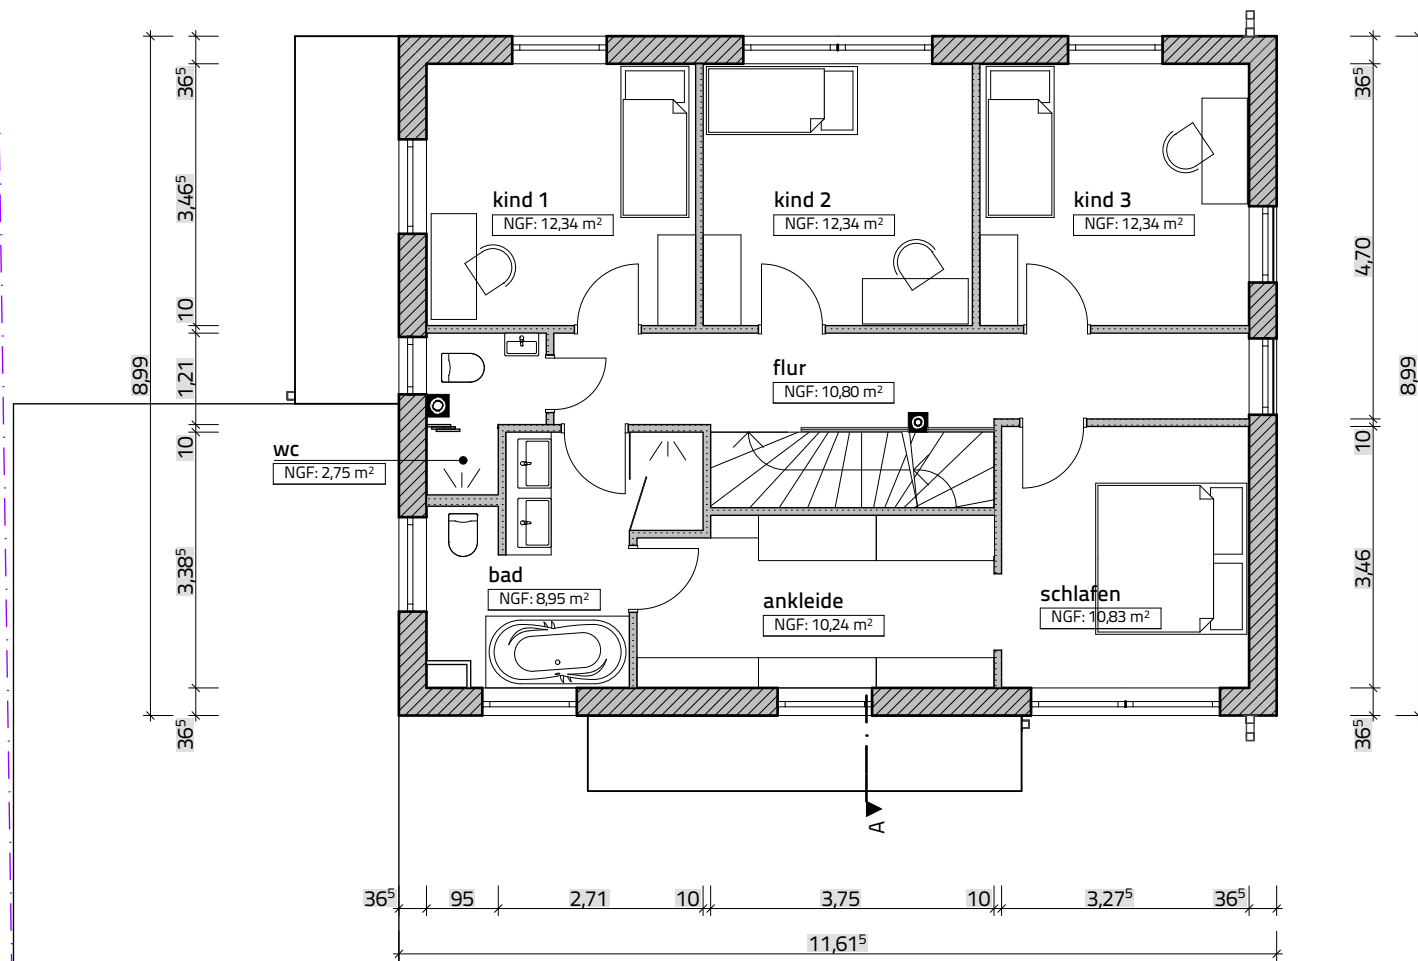 kind 1
NGF: 12,34 m²
kind 2
NGF: 12,34 m²
kind 3
NGF: 12,34 m²
flur
NGF: 10,80 m²
wc
NGF: 2,75 m²
bad
NGF: 8,95 m²
ankleide
NGF: 10,24 m²
schlafen
NGF: 10,83 m²
A
8,99
36⁵
3,46⁵
10
1,21
10
3,38⁵
36⁵
36⁵
4,70
10
3,46
36⁵
8,99
36⁵ 95 2,71 10 3,75 10 3,27⁵ 36⁵
11,61⁵